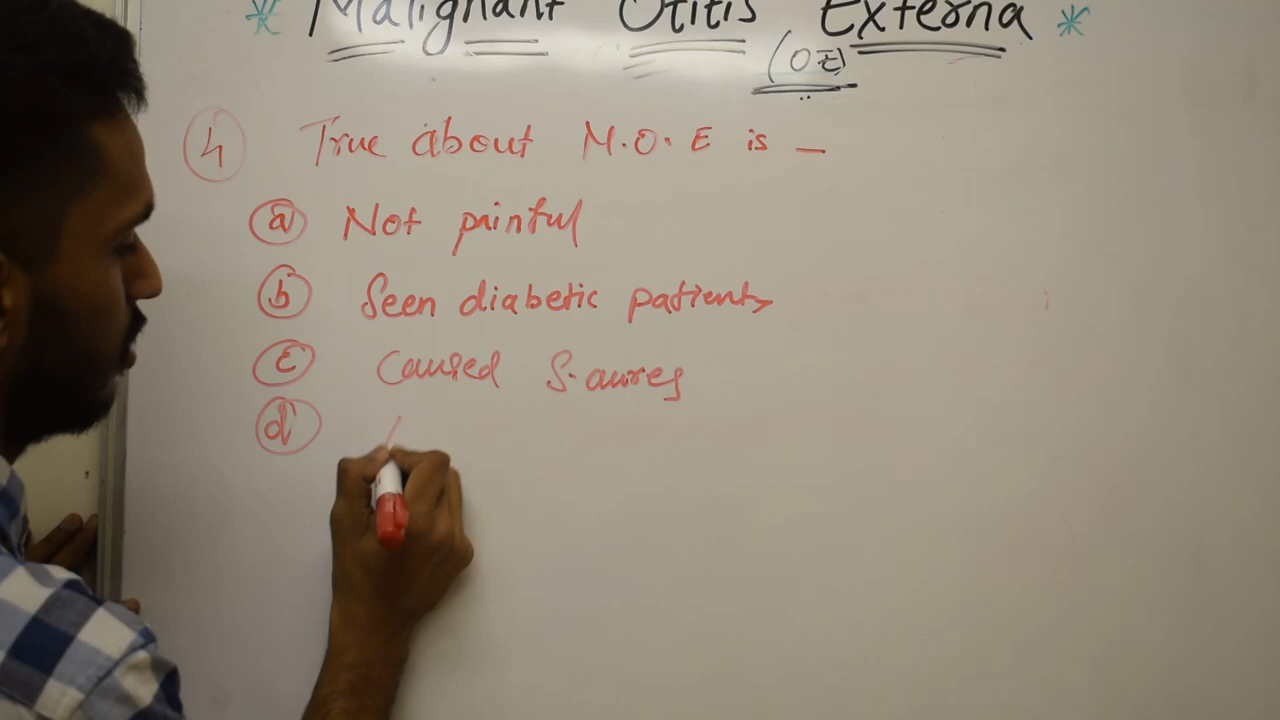 * Malignant Otitis Externa *
(OE)
4 True about M.O.E is _
a Not painful
b Seen diabetic patients
c Caused S.aures
d